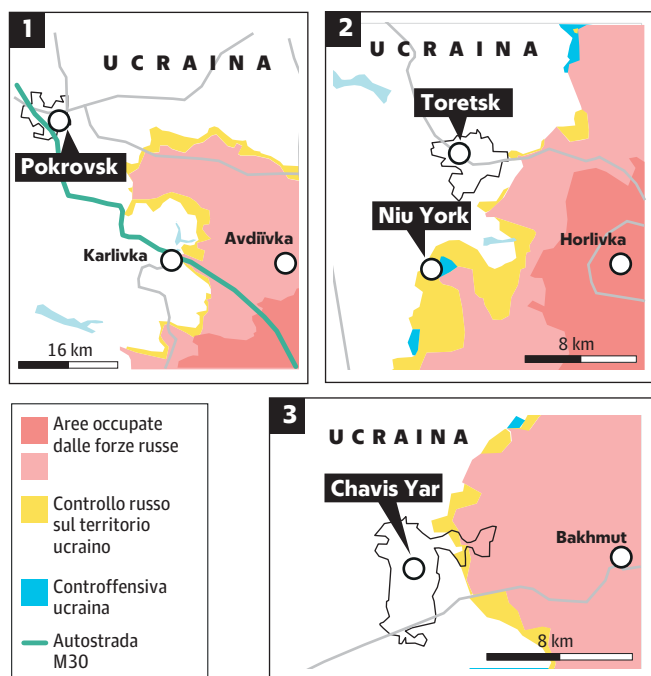 1
UCRAINA
Pokrovsk
Karlivka
Avdiïvka
16 km
2
UCRAINA
Toretsk
Niu York
Horlivka
8 km
Aree occupate
dalle forze russe
Controllo russo
sul territorio
ucraino
Controffensiva
ucraina
Autostrada
M30
3
UCRAINA
Chavis Yar
Bakhmut
8 km